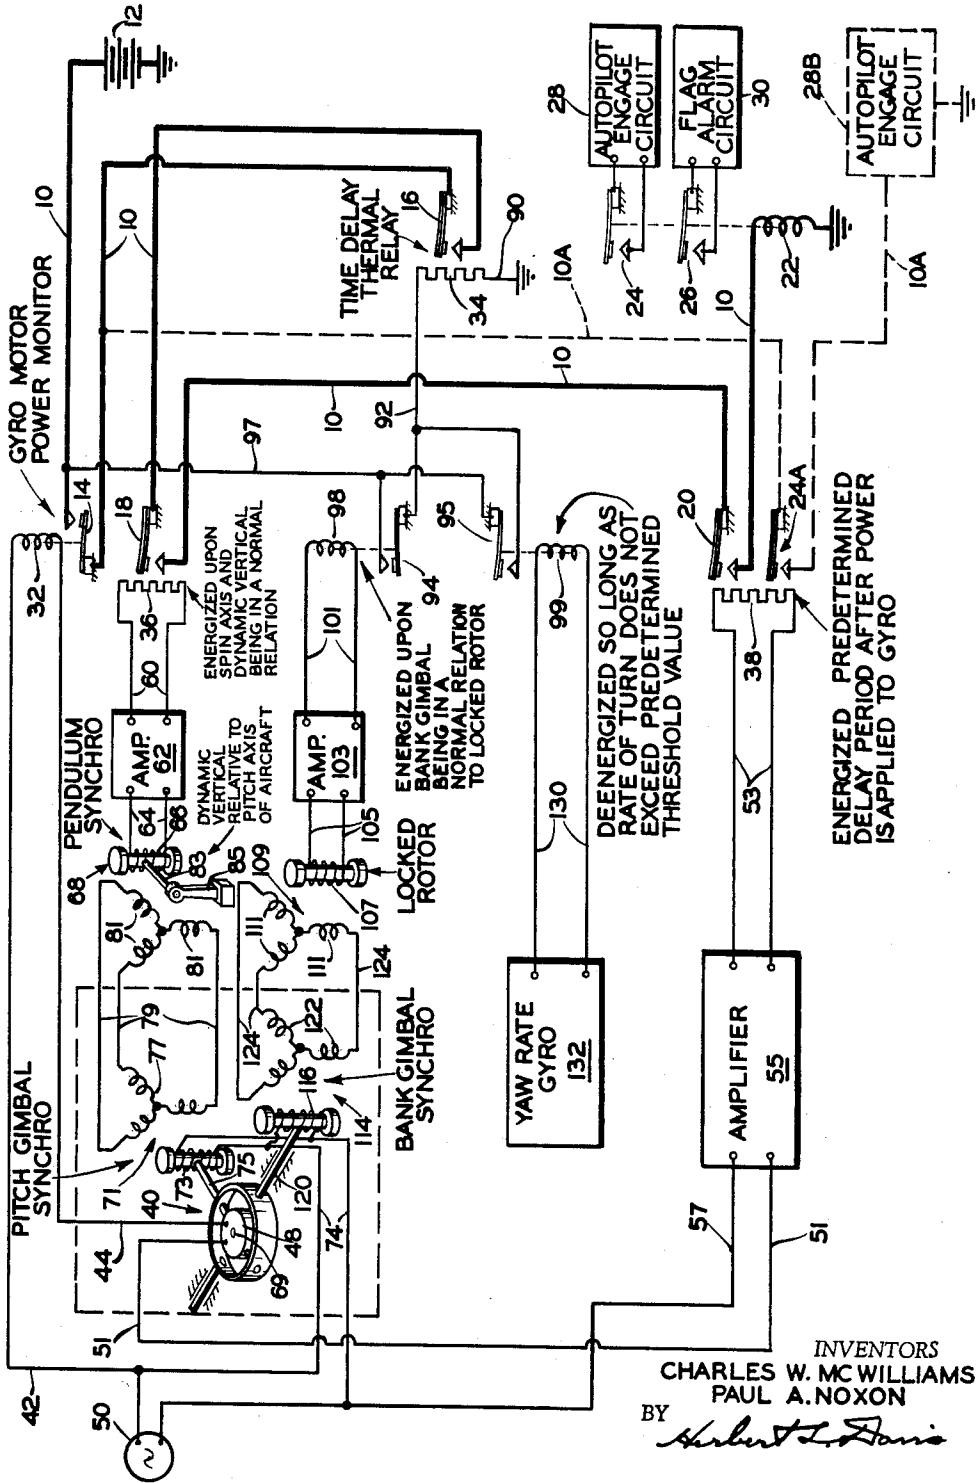 12
10
10
10
GYRO MOTOR
POWER MONITOR
14
18
32
36
ENERGIZED UPON
SPIN AXIS AND
DYNAMIC VERTICAL
BEING IN A NORMAL
RELATION
60
AMP.
62
PENDULUM
SYNCHRO
64
66
68
83
85
DYNAMIC
VERTICAL
RELATIVE TO
PITCH AXIS
OF AIRCRAFT
81
81
79
77
71
PITCH GIMBAL
SYNCHRO
73
75
40
44
48
69
120
74
51
42
50
TIME DELAY
THERMAL
RELAY
16
90
34
92
97
98
94
95
101
AMP.
103
105
107
LOCKED
ROTOR
ENERGIZED UPON
BANK GIMBAL
BEING IN A
NORMAL RELATION
TO LOCKED ROTOR
109
111
111
124
124
122
116
114
BANK GIMBAL
SYNCHRO
99
DEENERGIZED SO LONG AS
RATE OF TURN DOES NOT
EXCEED PREDETERMINED
THRESHOLD VALUE
130
YAW RATE
GYRO
132
28
AUTOPILOT
ENGAGE
CIRCUIT
FLAG
ALARM
CIRCUIT
30
28B
AUTOPILOT
ENGAGE
CIRCUIT
24
26
22
10
10A
10A
10
10
20
24A
38
ENERGIZED PREDETERMINED
DELAY PERIOD AFTER POWER
IS APPLIED TO GYRO
53
AMPLIFIER
55
57
51
INVENTORS
CHARLES W. MCWILLIAMS
PAUL A. NOXON
BY
Herbert L. Davis